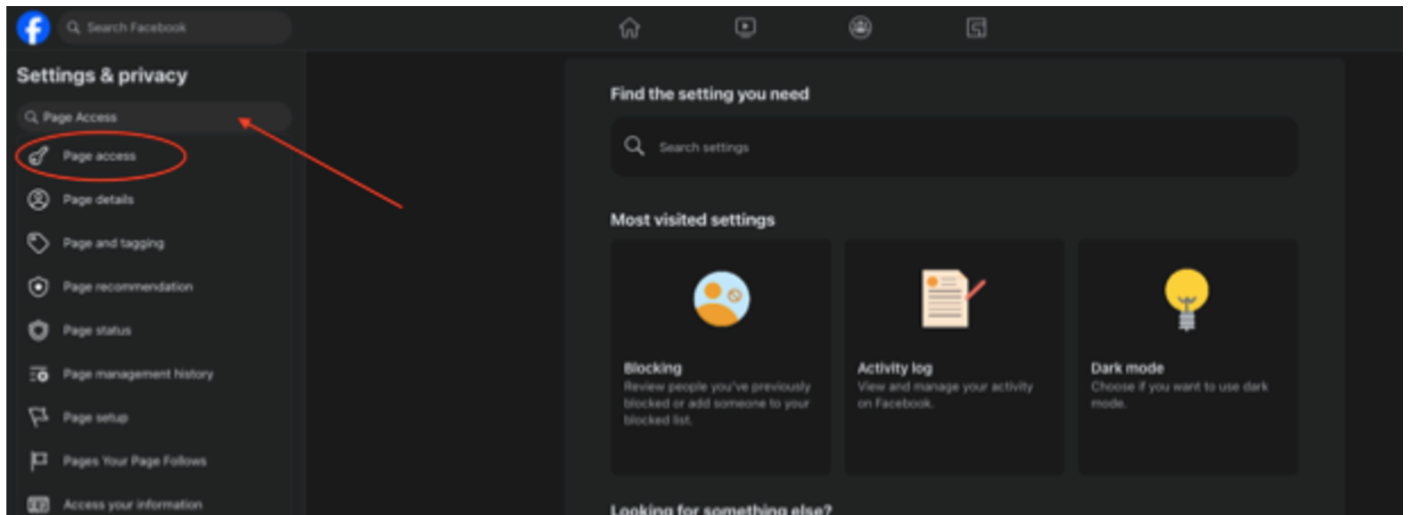 Search Facebook
Settings & privacy
Page Access
Page access
Page details
Page and tagging
Page recommendation
Page status
Page management history
Page setup
Pages Your Page Follows
Access your information
Find the setting you need
Search settings
Most visited settings
Blocking
Review people you've previously
blocked or add someone to your
blocked list.
Activity log
View and manage your activity
on Facebook.
Dark mode
Choose if you want to use dark
mode.
Looking for something else?